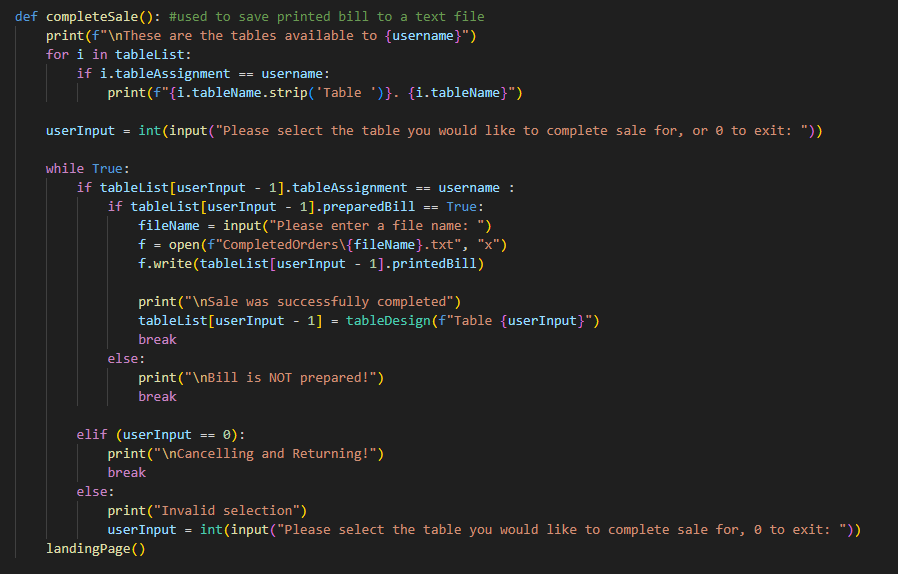 def completeSale(): #used to save printed bill to a text file
    print(f"\nThese are the tables available to {username}")
    for i in tableList:
        if i.tableAssignment == username:
            print(f"{i.tableName.strip('Table ')}. {i.tableName}")

    userInput = int(input("Please select the table you would like to complete sale for, or 0 to exit: "))

    while True:
        if tableList[userInput - 1].tableAssignment == username :
            if tableList[userInput - 1].preparedBill == True:
                fileName = input("Please enter a file name: ")
                f = open(f"CompletedOrders\{fileName}.txt", "x")
                f.write(tableList[userInput - 1].printedBill)

                print("\nSale was successfully completed")
                tableList[userInput - 1] = tableDesign(f"Table {userInput}")
                break
            else:
                print("\nBill is NOT prepared!")
                break

        elif (userInput == 0):
            print("\nCancelling and Returning!")
            break
        else:
            print("Invalid selection")
            userInput = int(input("Please select the table you would like to complete sale for, 0 to exit: "))
    landingPage()